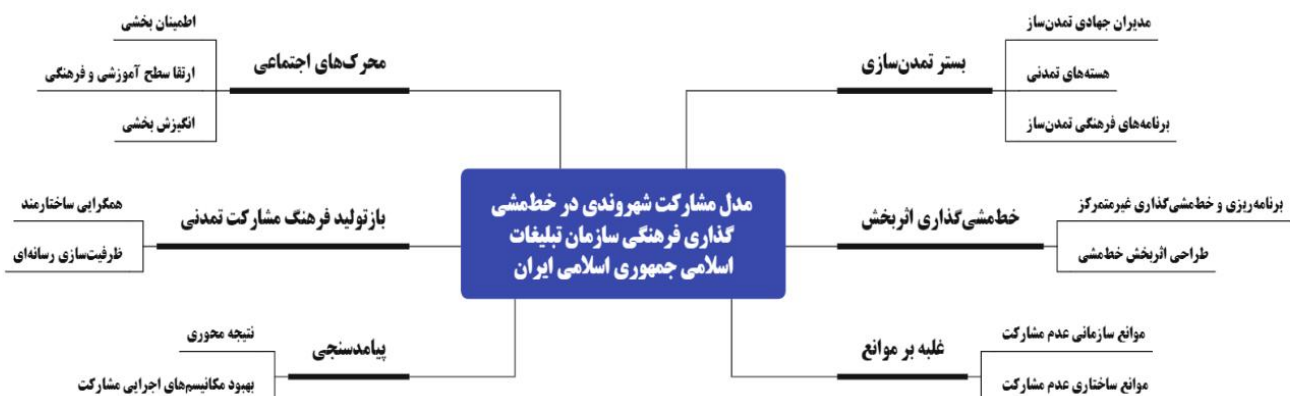 مدل مشارکت شهروندی در خط‌مشی
گذاری فرهنگی سازمان تبلیغات
اسلامی جمهوری اسلامی ایران
بستر تمدن‌سازی
مدیران جهادی تمدن‌ساز
هسته‌های تمدنی
برنامه‌های فرهنگی تمدن‌ساز
خط‌مشی‌گذاری اثربخش
برنامه‌ریزی و خط‌مشی‌گذاری غیرمتمرکز
طراحی اثربخش خط‌مشی
غلبه بر موانع
موانع سازمانی عدم مشارکت
موانع ساختاری عدم مشارکت
محرک‌های اجتماعی
اطمینان بخشی
ارتقا سطح آموزشی و فرهنگی
انگیزش بخشی
بازتولید فرهنگ مشارکت تمدنی
همگرایی ساختارمند
ظرفیت‌سازی رسانه‌ای
پیامدسنجی
نتیجه محوری
بهبود مکانیسم‌های اجرایی مشارکت